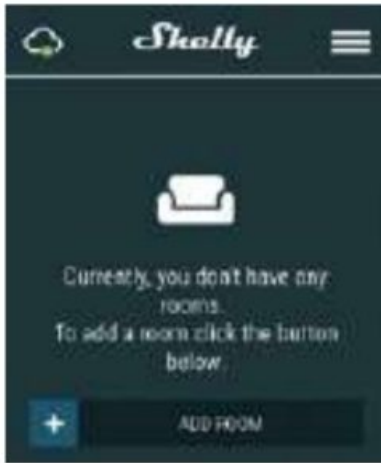 Shelly
Currently, you don't have any
rooms.
To add a room click the button
below.
+ ADD ROOM